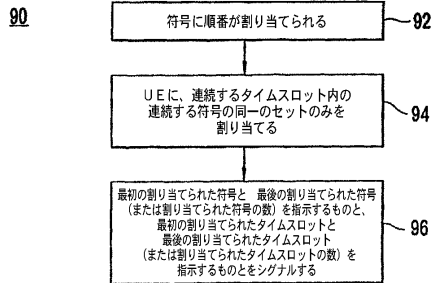 90
符号に順番が割り当てられる
92
UEに、連続するタイムスロット内の
連続する符号の同一のセットのみを
割り当てる
94
最初の割り当てられた符号と 最後の割り当てられた符号
(または割り当てられた符号の数)を指示するものと、
最初の割り当てられたタイムスロットと
最後の割り当てられたタイムスロット
(または割り当てられたタイムスロットの数)を
指示するものとをシグナルする
96